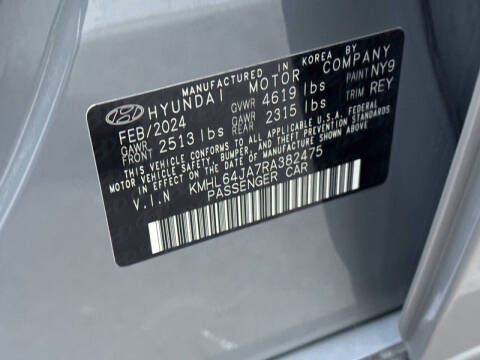 MANUFACTURED IN KOREA BY
HYUNDAI MOTOR COMPANY
FEB/2024 GVWR 4619 lbs PAINT NY9
GAWR FRONT 2513 lbs GAWR REAR 2315 lbs TRIM REY
THIS VEHICLE CONFORMS TO ALL APPLICABLE U.S.A. FEDERAL
MOTOR VEHICLE SAFETY, BUMPER, AND THEFT PREVENTION STANDARDS
IN EFFECT ON THE DATE OF MANUFACTURE SHOWN ABOVE.
V.I.N KMHL64JA7RA382475
PASSENGER CAR